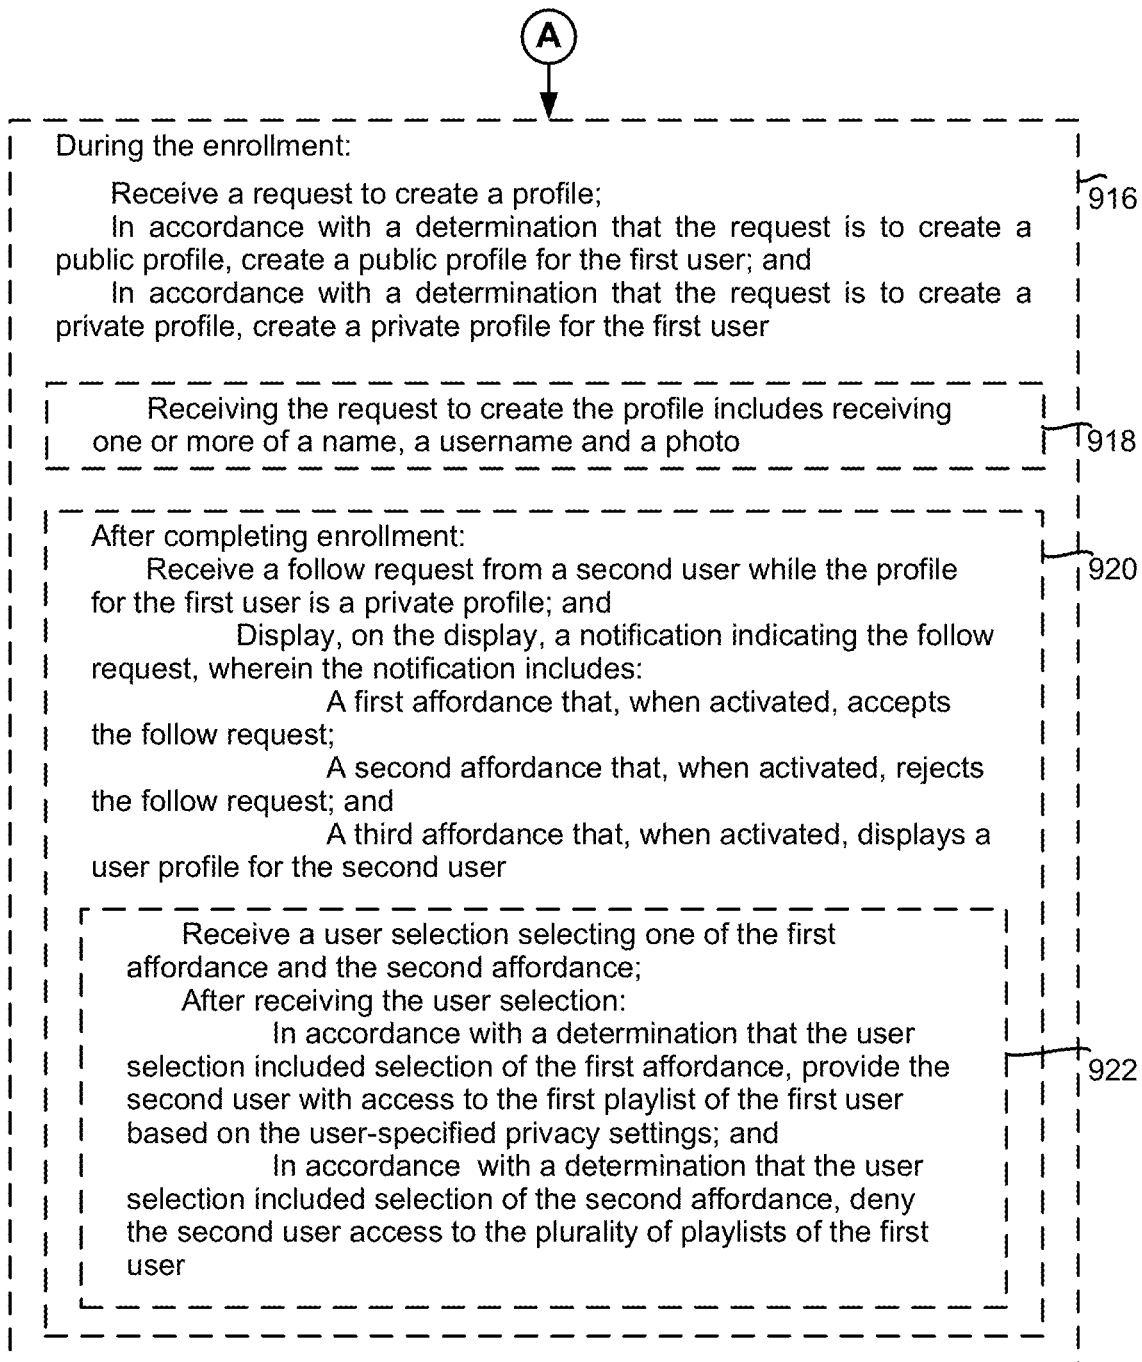 A
During the enrollment:
Receive a request to create a profile;
In accordance with a determination that the request is to create a
public profile, create a public profile for the first user; and
In accordance with a determination that the request is to create a
private profile, create a private profile for the first user
916
Receiving the request to create the profile includes receiving
one or more of a name, a username and a photo
918
After completing enrollment:
Receive a follow request from a second user while the profile
for the first user is a private profile; and
Display, on the display, a notification indicating the follow
request, wherein the notification includes:
A first affordance that, when activated, accepts
the follow request;
A second affordance that, when activated, rejects
the follow request; and
A third affordance that, when activated, displays a
user profile for the second user
920
Receive a user selection selecting one of the first
affordance and the second affordance;
After receiving the user selection:
In accordance with a determination that the user
selection included selection of the first affordance, provide the
second user with access to the first playlist of the first user
based on the user-specified privacy settings; and
In accordance with a determination that the user
selection included selection of the second affordance, deny
the second user access to the plurality of playlists of the first
user
922